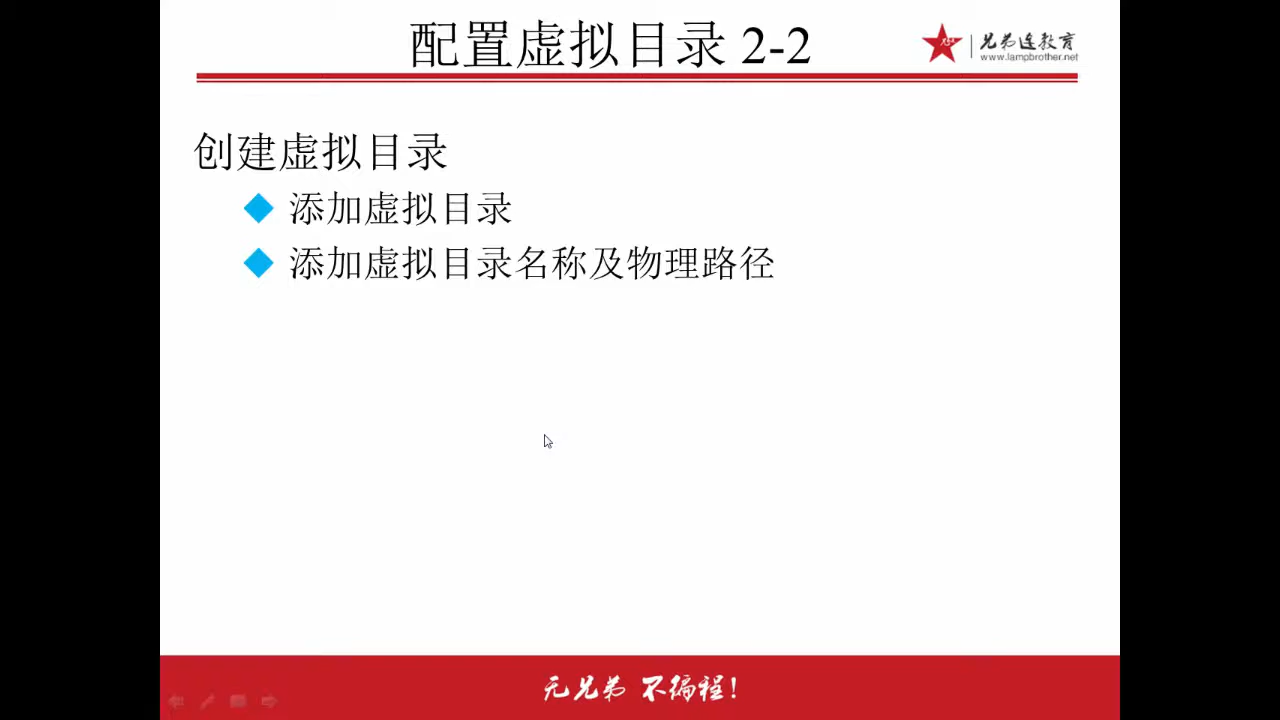 配置虚拟目录 2-2
兄弟连教育
www.lampbrother.net
创建虚拟目录
添加虚拟目录
添加虚拟目录名称及物理路径
无兄弟 不编程!